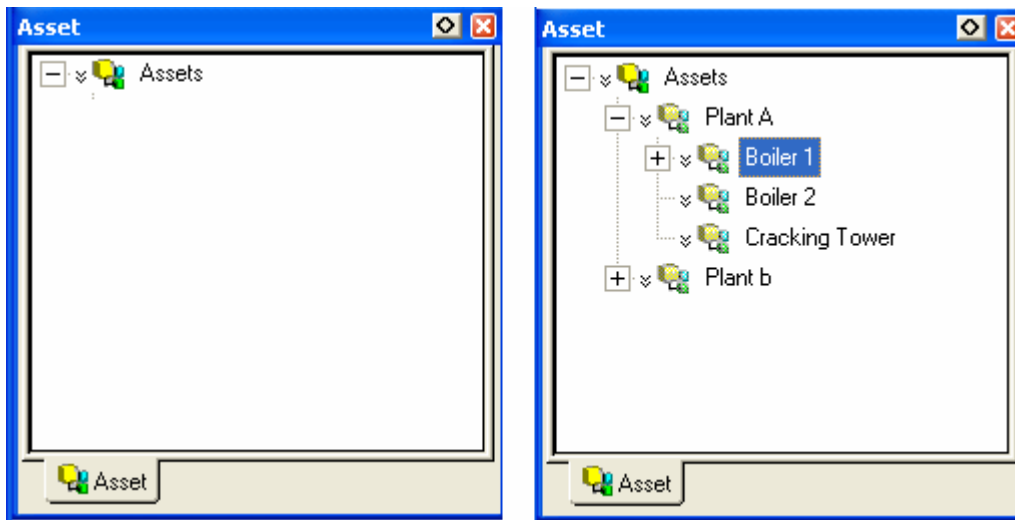 Asset
Assets
Asset
Asset
Assets
Plant A
Boiler 1
Boiler 2
Cracking Tower
Plant b
Asset